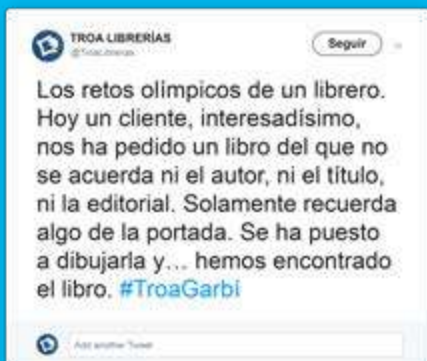 TROA LIBRERÍAS
Seguir
Los retos olímpicos de un librero.
Hoy un cliente, interesadísimo,
nos ha pedido un libro del que no
se acuerda ni el autor, ni el título,
ni la editorial. Solamente recuerda
algo de la portada. Se ha puesto
a dibujarla y... hemos encontrado
el libro. #TroaGarbi
Add another Tweet